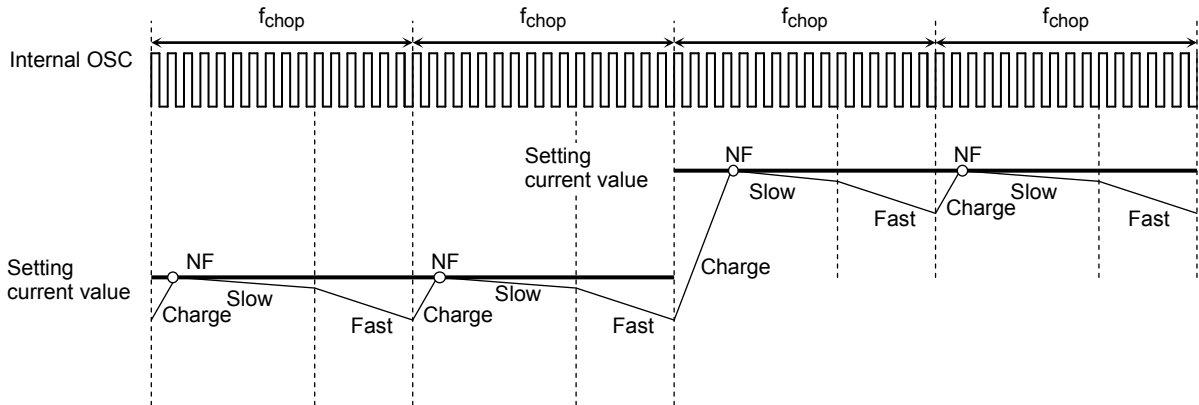 fchop fchop fchop fchop
Internal OSC
Setting
current value
NF
Slow
Fast
Charge
NF
Slow
Fast
Setting
current value
NF
Charge
Slow
Fast
NF
Charge
Slow
Fast
Charge